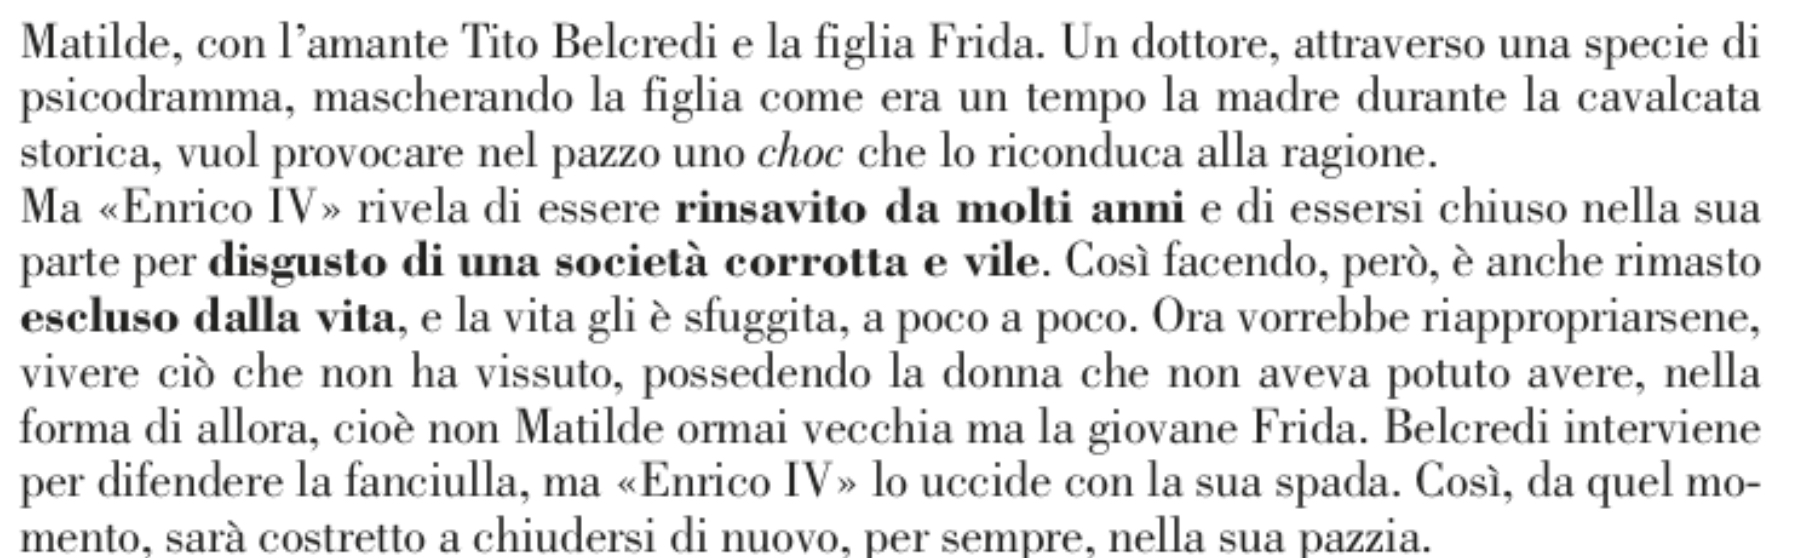 Matilde, con l’amante Tito Belcredi e la figlia Frida. Un dottore, attraverso una specie di
psicodramma, mascherando la figlia come era un tempo la madre durante la cavalcata
storica, vuol provocare nel pazzo uno choc che lo riconduca alla ragione.
Ma «Enrico IV» rivela di essere rinsavito da molti anni e di essersi chiuso nella sua
parte per disgusto di una società corrotta e vile. Così facendo, però, è anche rimasto
escluso dalla vita, e la vita gli è sfuggita, a poco a poco. Ora vorrebbe riappropriarsene,
vivere ciò che non ha vissuto, possedendo la donna che non aveva potuto avere, nella
forma di allora, cioè non Matilde ormai vecchia ma la giovane Frida. Belcredi interviene
per difendere la fanciulla, ma «Enrico IV» lo uccide con la sua spada. Così, da quel mo-
mento, sarà costretto a chiudersi di nuovo, per sempre, nella sua pazzia.